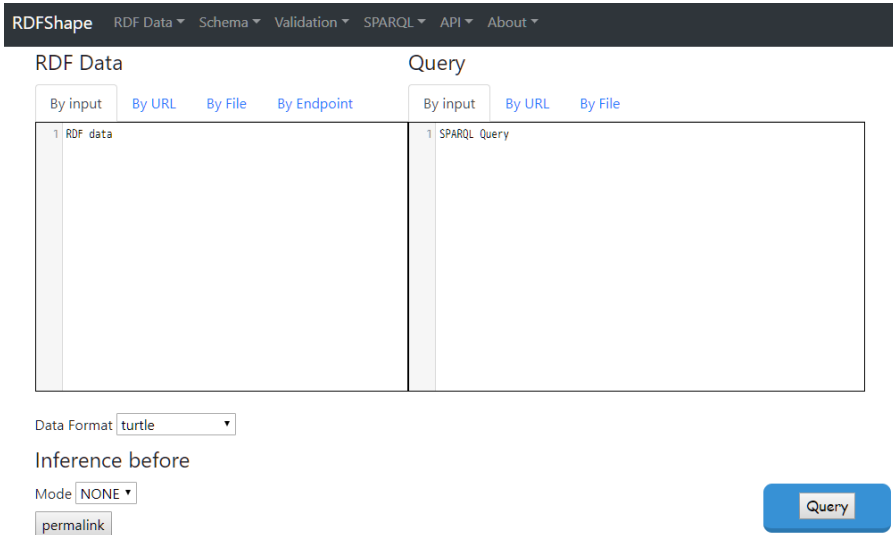 RDFShape RDF Data Schema Validation SPARQL API About
RDF Data
By input By URL By File By Endpoint
1 RDF data
Query
By input By URL By File
1 SPARQL Query
Data Format turtle
Inference before
Mode NONE
permalink
Query